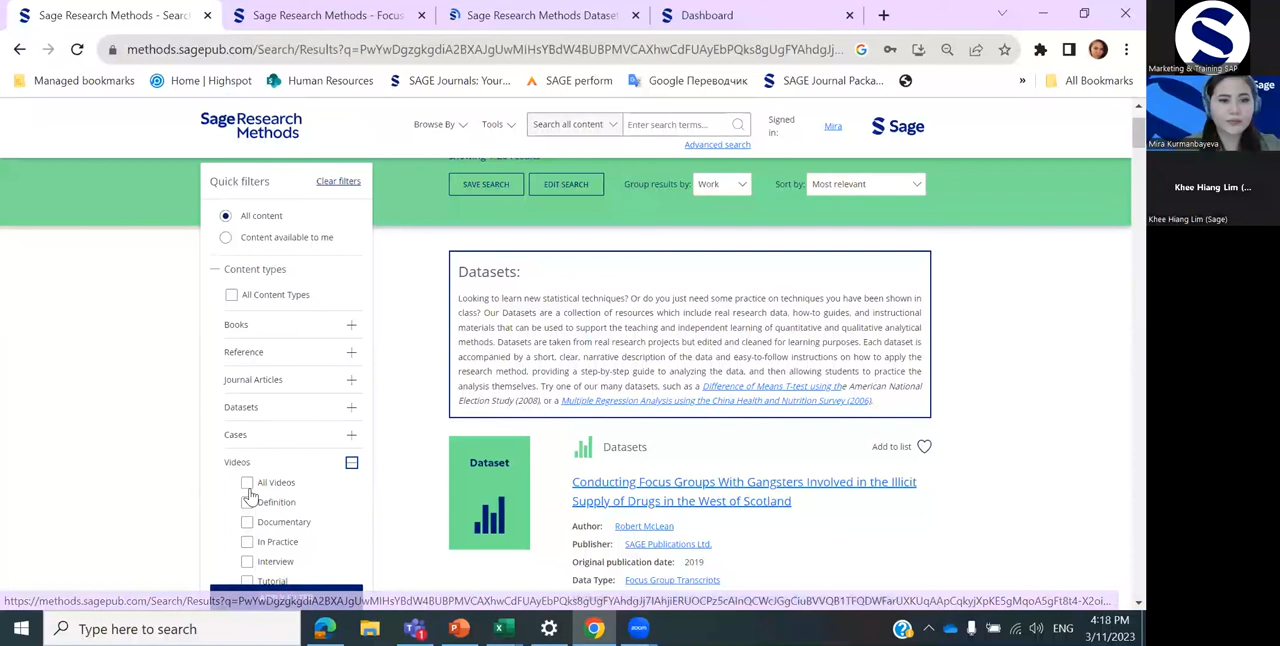 Sage Research Methods - Searc
Sage Research Methods - Focus
Sage Research Methods Dataset
Dashboard
methods.sagepub.com/Search/Results?q=PwYwDgzgkgdiA2BXAJgUwMIHsYBdW4BUBPMVCAXwCdFUAyEbPQks8gUgFYAhdgJj...
Managed bookmarks
Home | Highspot
Human Resources
SAGE Journal
SAGE perform
Google Переводчик
SAGE Journal Packa...
»
All Bookmarks
Sage Research
Methods
Browse By
Tools
Search all content
Enter search terms...
Signed
in:
Mira
Sage
Advanced search
Quick filters
Clear filters
SAVE SEARCH
EDIT SEARCH
Group results by:
Work
Sort by:
Most relevant
All content
Content available to me
Content types
All Content Types
Books
Reference
Journal Articles
Datasets
Cases
Videos
All Videos
Definition
Documentary
In Practice
Interview
Tutorial
Datasets:
Looking to learn new statistical techniques? Or do you just need some practice on techniques you have been shown in
class? Our Datasets are a collection of resources which include real research data, how-to guides, and instructional
materials that can be used to support the teaching and independent learning of quantitative and qualitative analytical
methods. Datasets are taken from real research projects but edited and cleaned for learning purposes. Each dataset is
accompanied by a short, clear, narrative description of the data and easy-to-follow instructions on how to apply the
research method, providing a step-by-step guide to analyzing the data, and then allowing students to practice the
analysis themselves. Try one of our many datasets, such as a Difference of Means T-test using the American National
Election Study (2008), or a Multiple Regression Analysis using the China Health and Nutrition Survey (2006).
Dataset
Datasets
Add to list
Conducting Focus Groups With Gangsters Involved in the Illicit
Supply of Drugs in the West of Scotland
Author: Robert McLean
Publisher: SAGE Publications Ltd.
Original publication date: 2019
Data Type: Focus Group Transcripts
Type here to search
ENG
4:18 PM
3/11/2023
Marketing & Training SAP
Sage
Mira Kurmanbayeva
Khee Hiang Lim (...
Khee Hiang Lim (Sage)